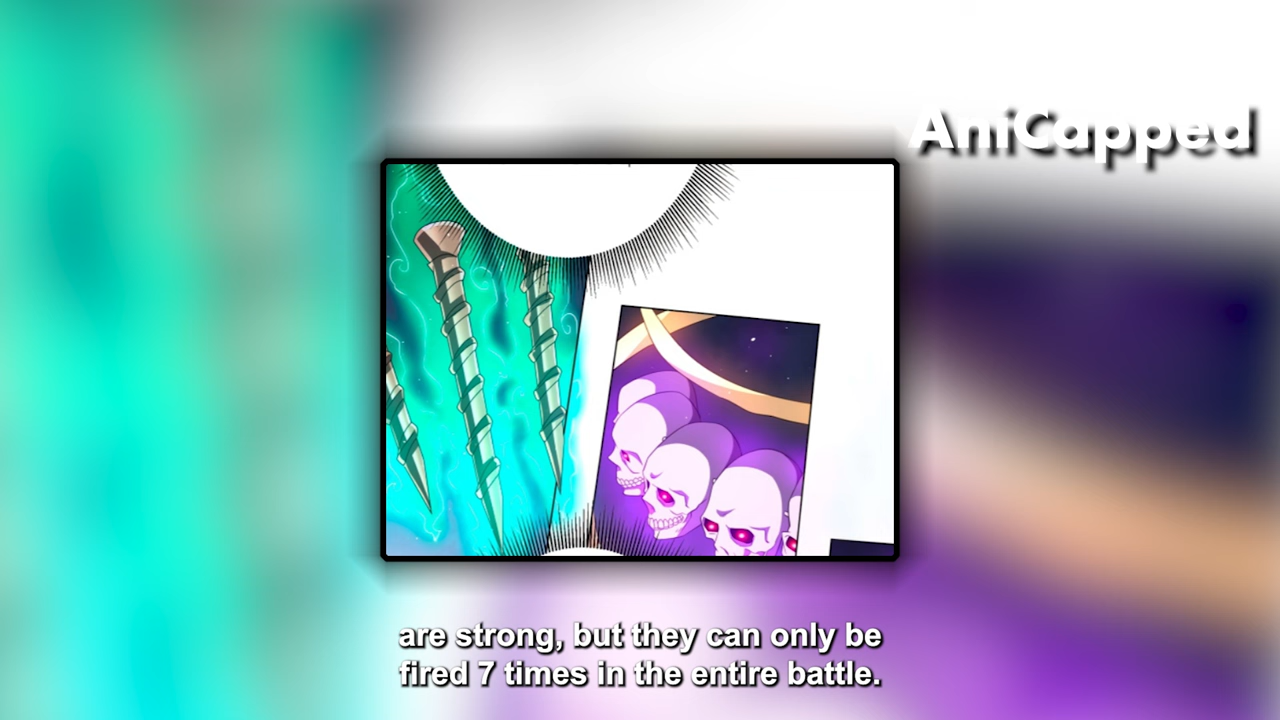 AniCapped
are strong, but they can only be
fired 7 times in the entire battle.